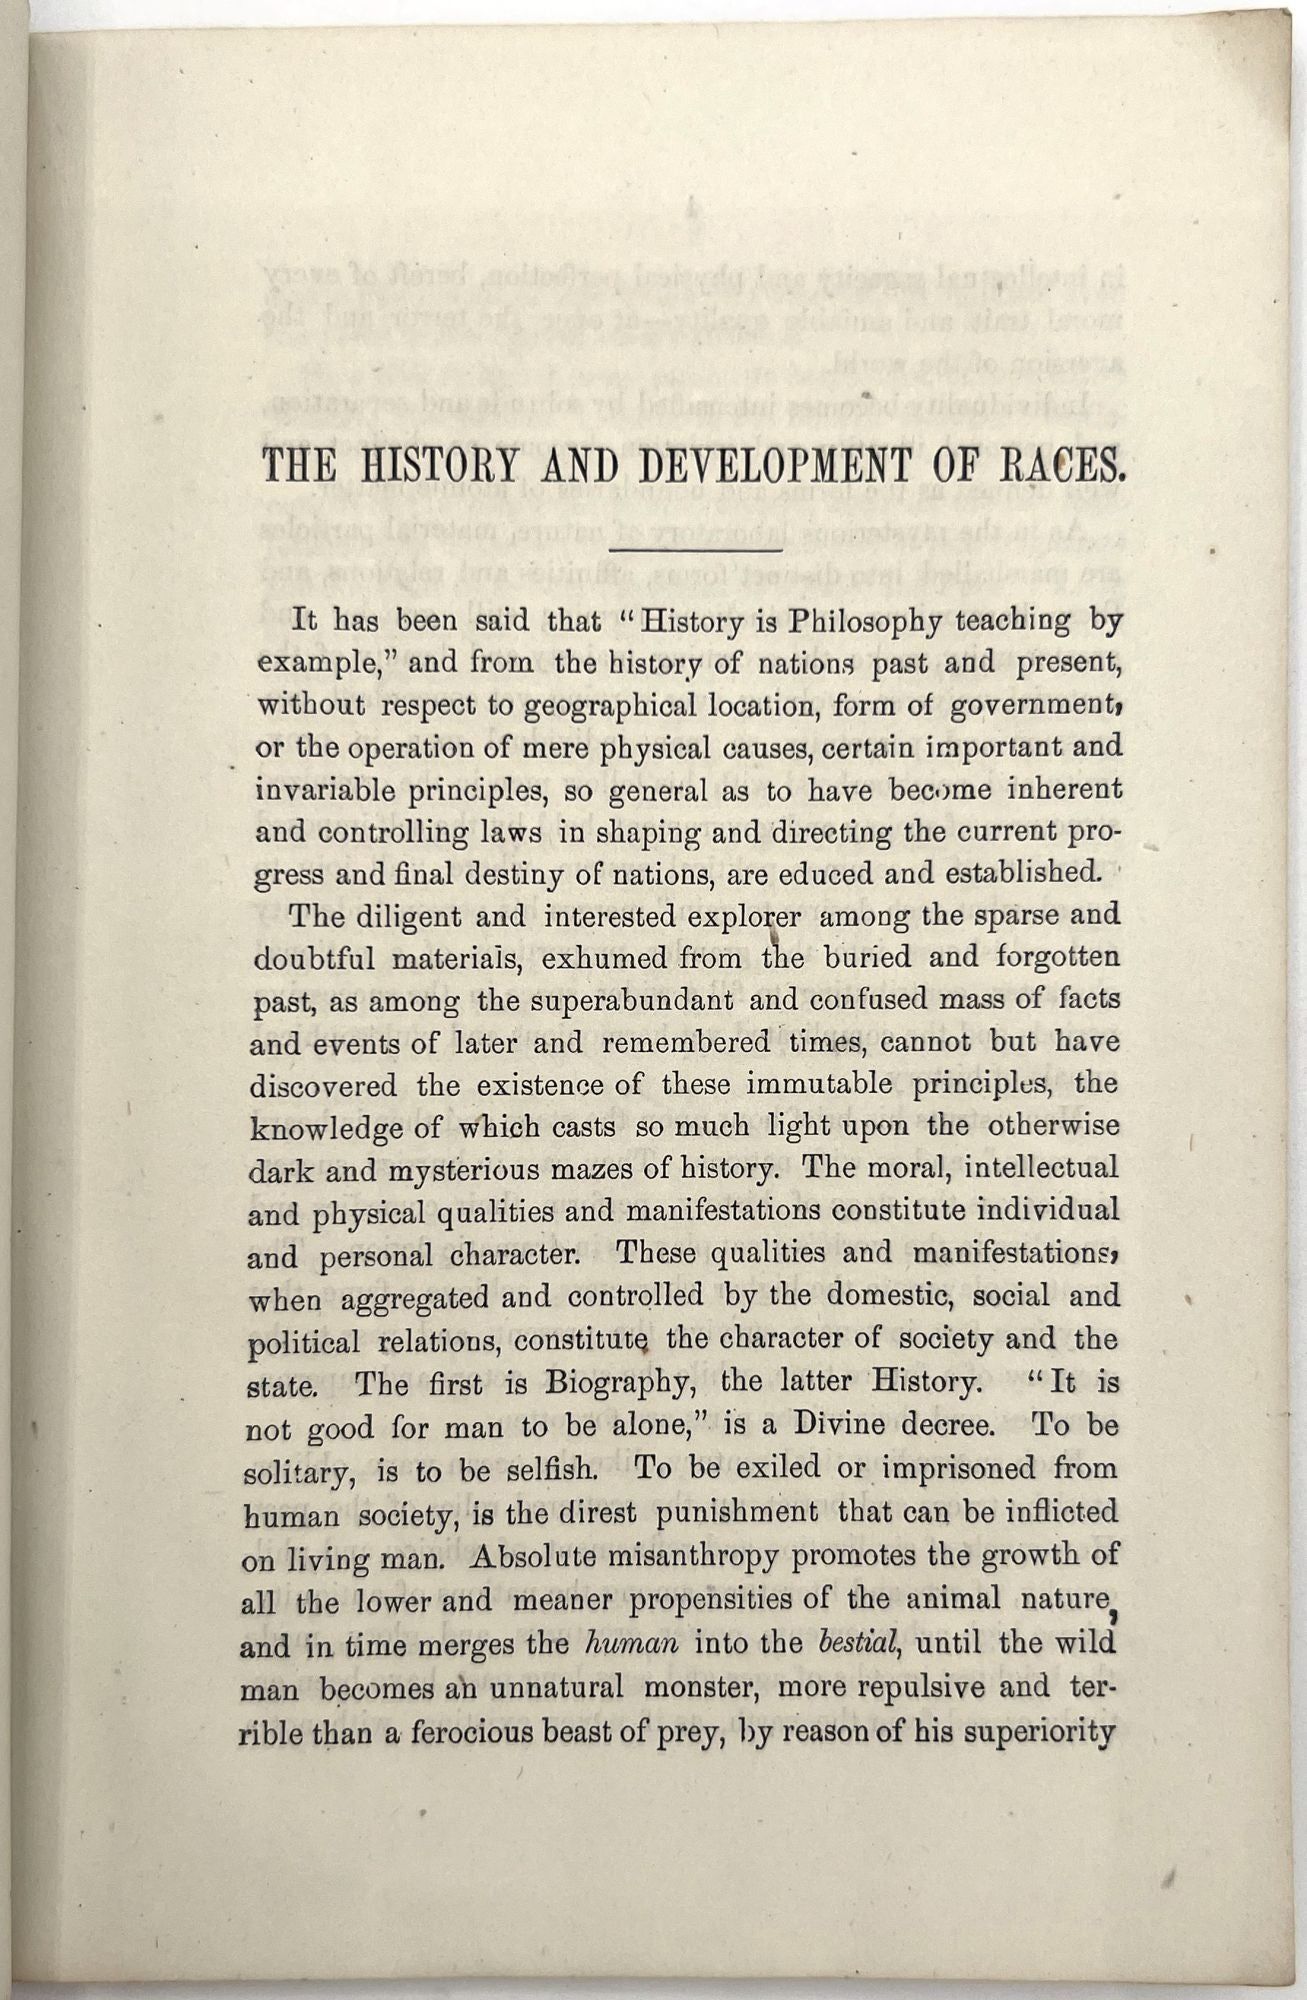 THE HISTORY AND DEVELOPMENT OF RACES.
It has been said that “History is Philosophy teaching by
example,” and from the history of nations past and present,
without respect to geographical location, form of government,
or the operation of mere physical causes, certain important and
invariable principles, so general as to have become inherent
and controlling laws in shaping and directing the current pro-
gress and final destiny of nations, are educed and established.
The diligent and interested explorer among the sparse and
doubtful materials, exhumed from the buried and forgotten
past, as among the superabundant and confused mass of facts
and events of later and remembered times, cannot but have
discovered the existence of these immutable principles, the
knowledge of which casts so much light upon the otherwise
dark and mysterious mazes of history. The moral, intellectual
and physical qualities and manifestations constitute individual
and personal character. These qualities and manifestations,
when aggregated and controlled by the domestic, social and
political relations, constitute the character of society and the
state. The first is Biography, the latter History. “It is
not good for man to be alone,” is a Divine decree. To be
solitary, is to be selfish. To be exiled or imprisoned from
human society, is the direst punishment that can be inflicted
on living man. Absolute misanthropy promotes the growth of
all the lower and meaner propensities of the animal nature,
and in time merges the human into the bestial, until the wild
man becomes an unnatural monster, more repulsive and ter-
rible than a ferocious beast of prey, by reason of his superiority